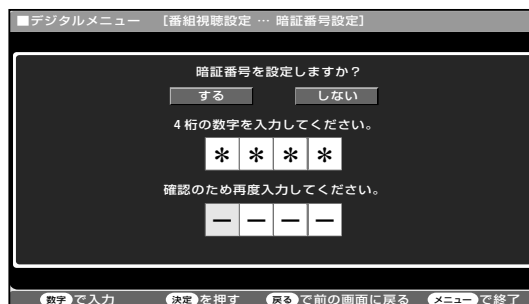 ■デジタルメニュー [番組視聴設定 … 暗証番号設定]
暗証番号を設定しますか？
する しない
4桁の数字を入力してください。
＊ ＊ ＊ ＊
確認のため再度入力してください。
－ － － －
数字で入力 決定を押す 戻るで前の画面に戻る メニューで終了